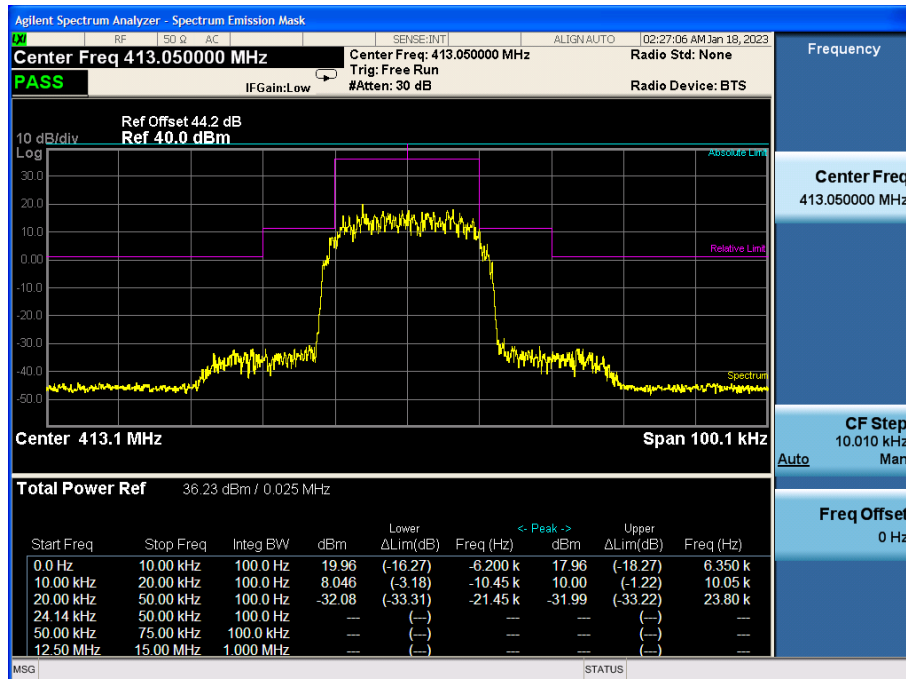 Agilent Spectrum Analyzer - Spectrum Emission Mask
LXI RF 50 Ω AC SENSE:INT ALIGN AUTO 02:27:06 AM Jan 18, 2023
Center Freq 413.050000 MHz Center Freq: 413.050000 MHz Radio Std: None
Trig: Free Run
PASS IFGain:Low #Atten: 30 dB Radio Device: BTS
Ref Offset 44.2 dB
10 dB/div Ref 40.0 dBm
Log
Absolute Limit
30.0
20.0
10.0
Relative Limit
0.00
-10.0
-20.0
-30.0
-40.0
Spectrum
-50.0
Center 413.1 MHz Span 100.1 kHz
Total Power Ref 36.23 dBm / 0.025 MHz
Lower <- Peak -> Upper
Start Freq Stop Freq Integ BW dBm ΔLim(dB) Freq (Hz) dBm ΔLim(dB) Freq (Hz)
0.0 Hz 10.00 kHz 100.0 Hz 19.96 (-16.27) -6.200 k 17.96 (-18.27) 6.350 k
10.00 kHz 20.00 kHz 100.0 Hz 8.046 (-3.18) -10.45 k 10.00 (-1.22) 10.05 k
20.00 kHz 50.00 kHz 100.0 Hz -32.08 (-33.31) -21.45 k -31.99 (-33.22) 23.80 k
24.14 kHz 50.00 kHz 100.0 Hz --- (---) --- --- (---) ---
50.00 kHz 75.00 kHz 100.0 kHz --- (---) --- --- (---) ---
12.50 MHz 15.00 MHz 1.000 MHz --- (---) --- --- (---) ---
MSG STATUS
Frequency
Center Freq
413.050000 MHz
CF Step
10.010 kHz
Auto Man
Freq Offset
0 Hz